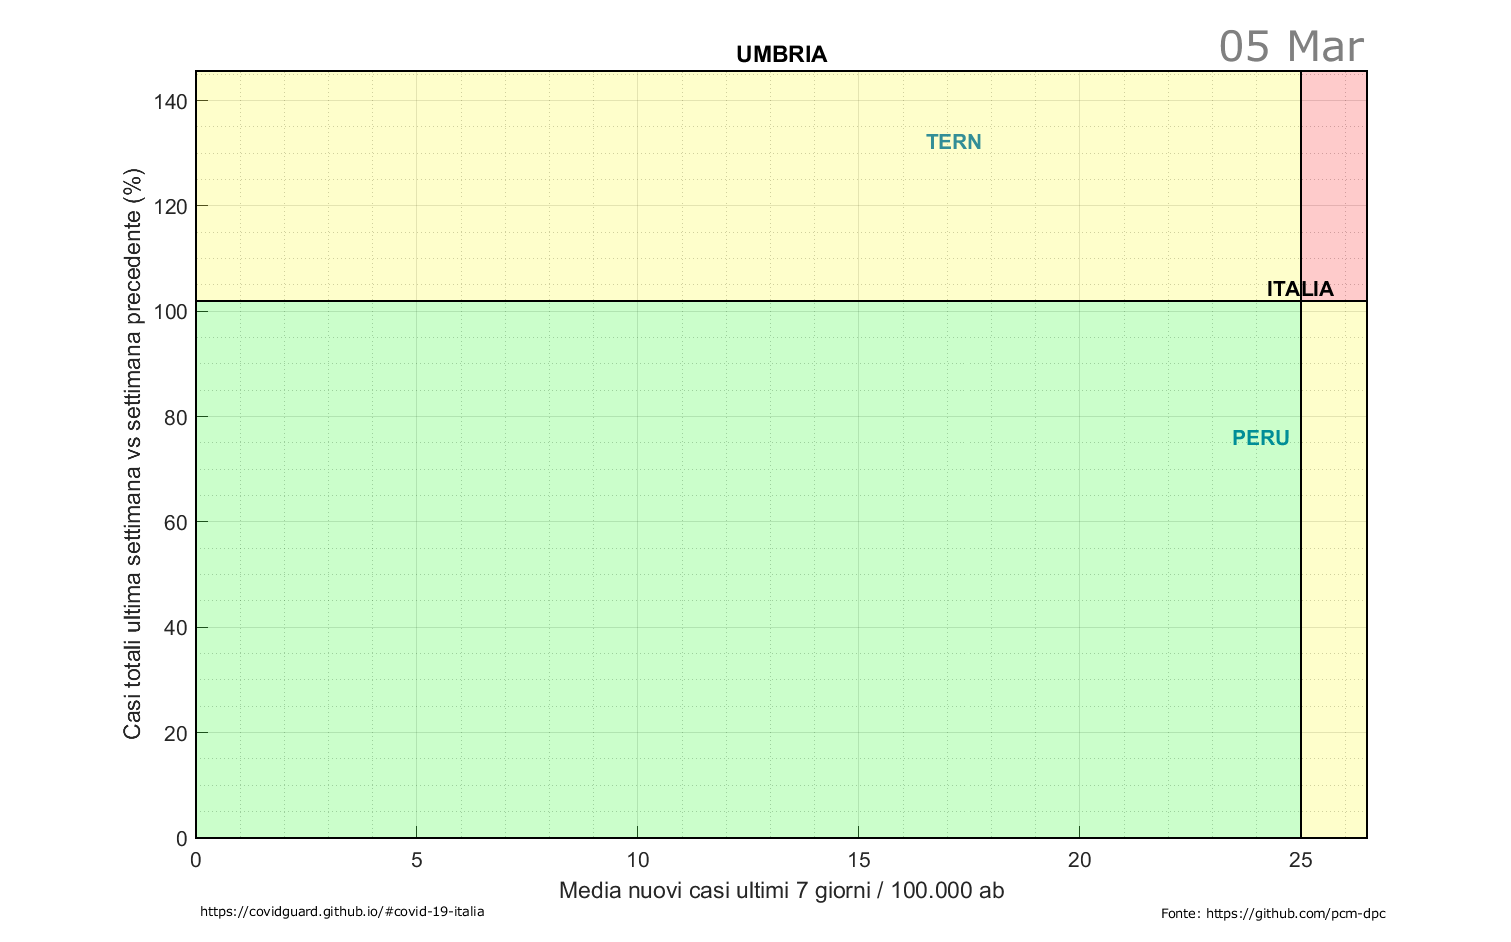 05 Mar
UMBRIA
140
120
100
80
60
40
20
0
Casi totali ultima settimana vs settimana precedente (%)
TERN
ITALIA
PERU
0 5 10 15 20 25
Media nuovi casi ultimi 7 giorni / 100.000 ab
https://covidguard.github.io/#covid-19-italia
Fonte: https://github.com/pcm-dpc